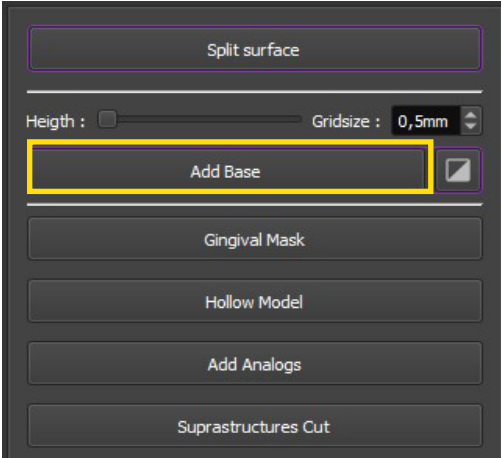 Split surface
Heigth : Gridsize : 0,5mm
Add Base
Gingival Mask
Hollow Model
Add Analogs
Suprastructures Cut